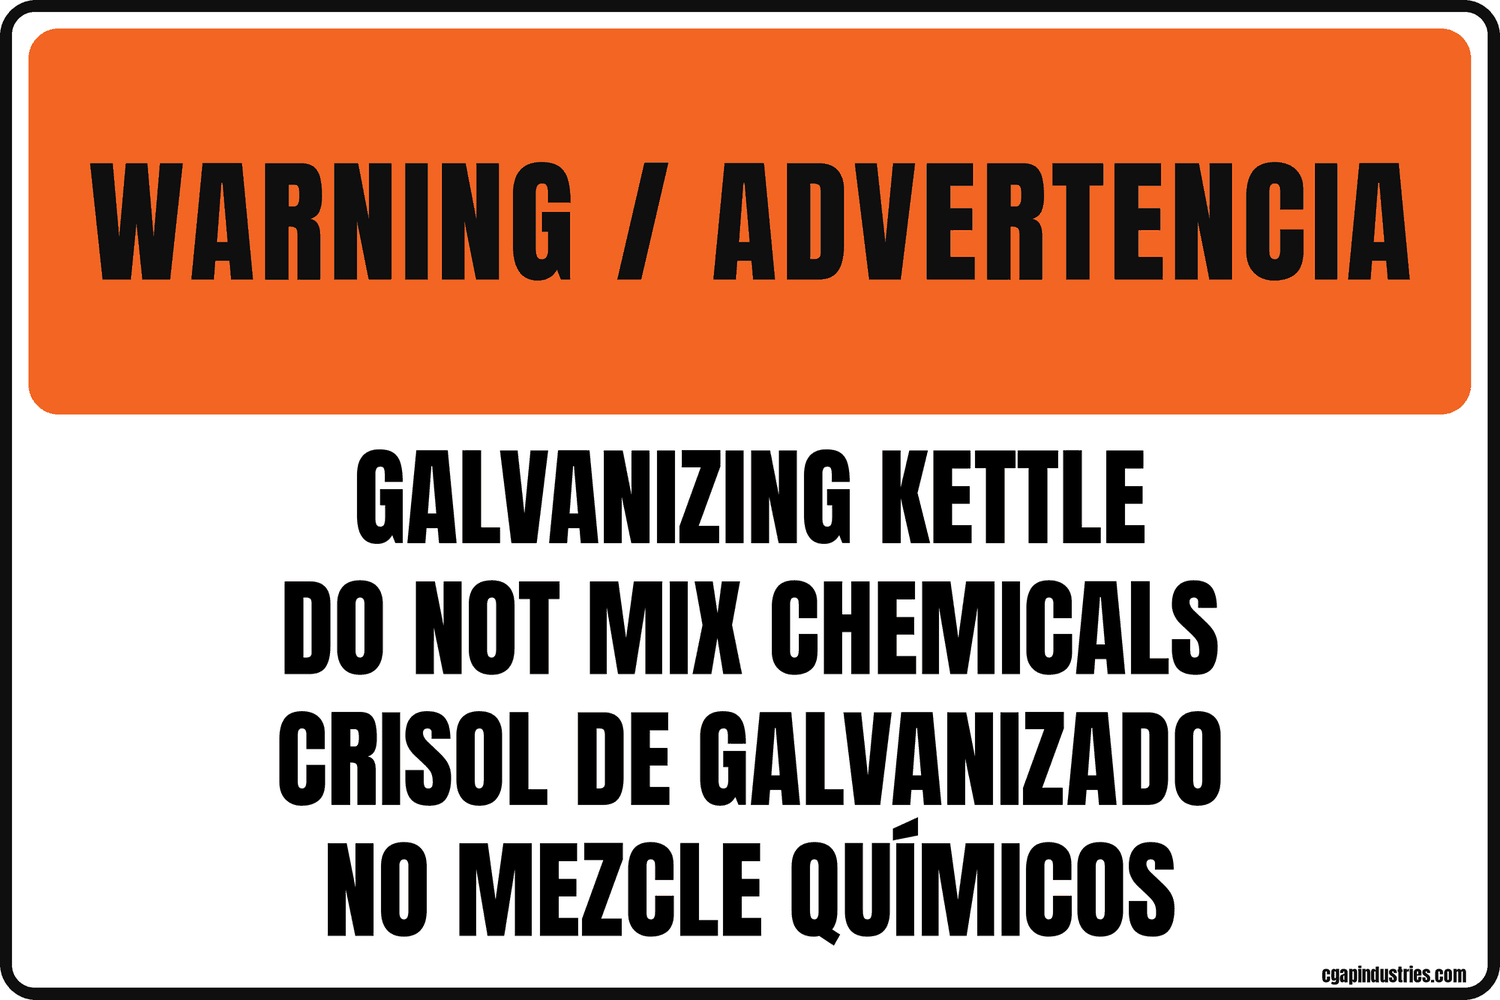 WARNING / ADVERTENCIA
GALVANIZING KETTLE
DO NOT MIX CHEMICALS
CRISOL DE GALVANIZADO
NO MEZCLE QUÍMICOS
cgapindustries.com